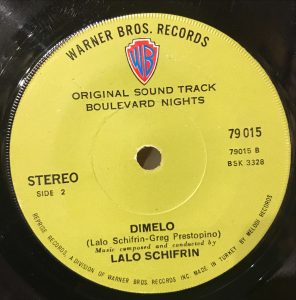 WARNER BROS. RECORDS
WB
ORIGINAL SOUND TRACK
BOULEVARD NIGHTS
79 015
79015 B
BSK 3328
STEREO
SIDE 2
DIMELO
(Lalo Schifrin-Greg Prestopino)
Music composed and conducted by
LALO SCHIFRIN
REPRISE RECORDS, A DIVISION OF WARNER BROS. RECORDS INC MADE IN TURKEY BY MELODI RECORDS